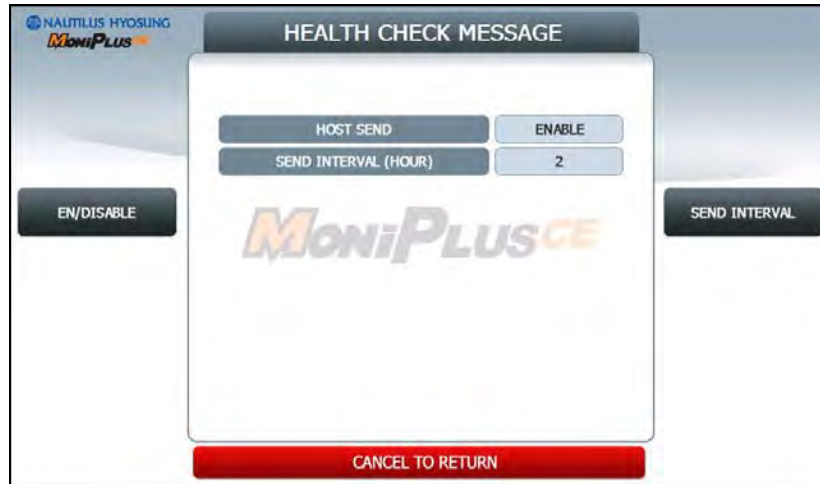 NAUTILUS HYOSUNG
MoniPlus CE
HEALTH CHECK MESSAGE
HOST SEND ENABLE
SEND INTERVAL (HOUR) 2
EN/DISABLE
SEND INTERVAL
MoniPlus CE
CANCEL TO RETURN